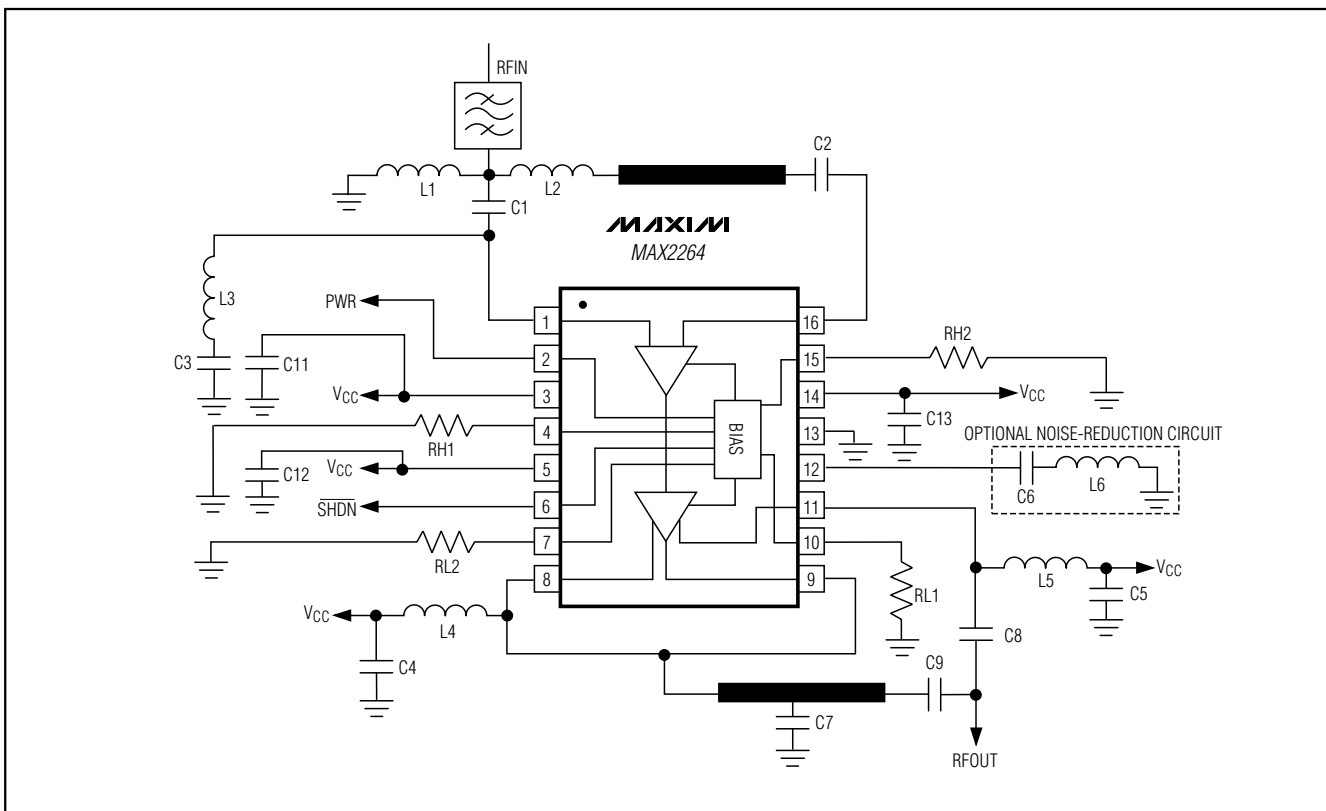 RFIN
C2
L1
L2
C1
MAXIM
MAX2264
L3
PWR
1
16
RH2
C3
C11
2
15
VCC
3
14
VCC
C13
RH1
4
BIAS
13
OPTIONAL NOISE-REDUCTION CIRCUIT
C12
VCC
5
12
C6
L6
SHDN
6
11
RL2
7
10
L5
VCC
8
9
RL1
C5
VCC
L4
C8
C4
C9
C7
RFOUT